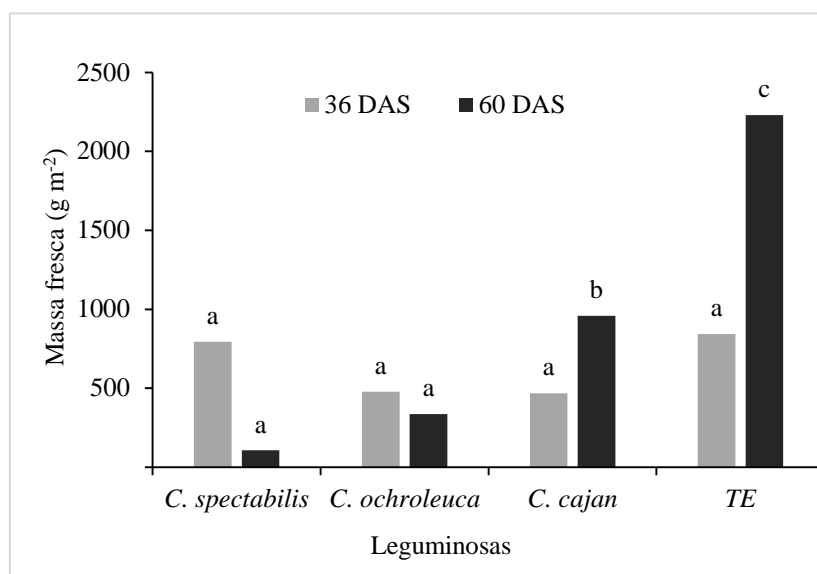 2500
36 DAS 60 DAS
c
2000
1500
Massa fresca (g m-2)
b
1000
a a
a a a
500
a
C. spectabilis C. ochroleuca C. cajan TE
Leguminosas